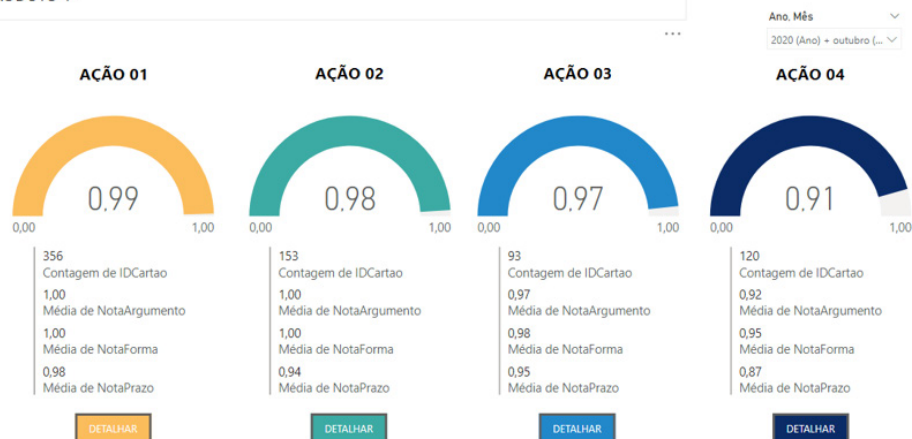 Ano. Mês
2020 (Ano) + outubro (...
...
AÇÃO 01
0,99
0,00
1,00
356
Contagem de IDCartao
1,00
Média de NotaArgumento
1,00
Média de NotaForma
0,98
Média de NotaPrazo
DETALHAR
AÇÃO 02
0,98
0,00
1,00
153
Contagem de IDCartao
1,00
Média de NotaArgumento
1,00
Média de NotaForma
0,94
Média de NotaPrazo
DETALHAR
AÇÃO 03
0,97
0,00
1,00
93
Contagem de IDCartao
0,97
Média de NotaArgumento
0,98
Média de NotaForma
0,95
Média de NotaPrazo
DETALHAR
AÇÃO 04
0,91
0,00
1,00
120
Contagem de IDCartao
0,92
Média de NotaArgumento
0,95
Média de NotaForma
0,87
Média de NotaPrazo
DETALHAR